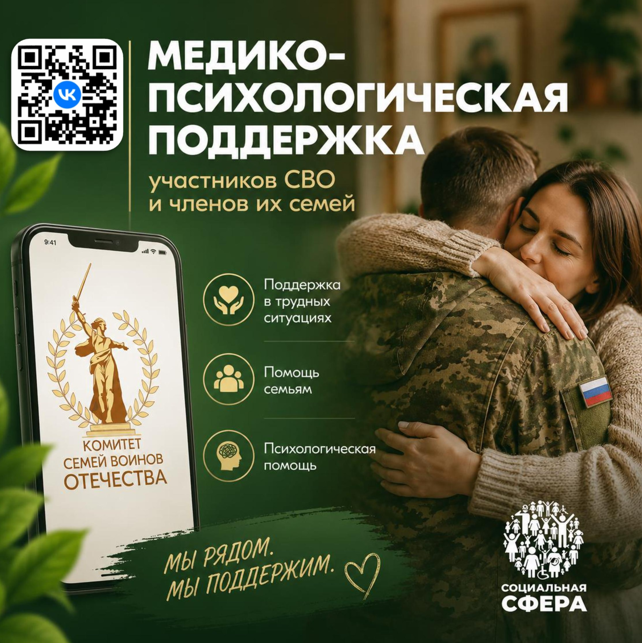 МЕДИКО-
ПСИХОЛОГИЧЕСКАЯ
ПОДДЕРЖКА
участников СВО
и членов их семей
9:41
КОМИТЕТ
СЕМЕЙ ВОИНОВ
ОТЕЧЕСТВА
Поддержка
в трудных
ситуациях
Помощь
семьям
Психологическая
помощь
МЫ РЯДОМ.
МЫ ПОДДЕРЖИМ.
СОЦИАЛЬНАЯ
СФЕРА